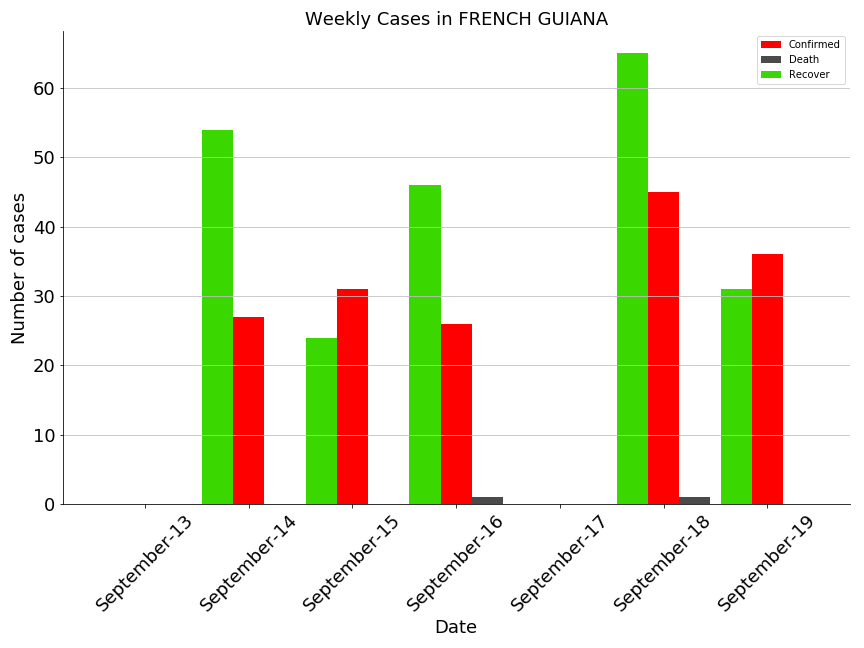 Weekly Cases in FRENCH GUIANA
Confirmed
Death
Recover
Number of cases
60
50
40
30
20
10
0
September-13
September-14
September-15
September-16
September-17
September-18
September-19
Date